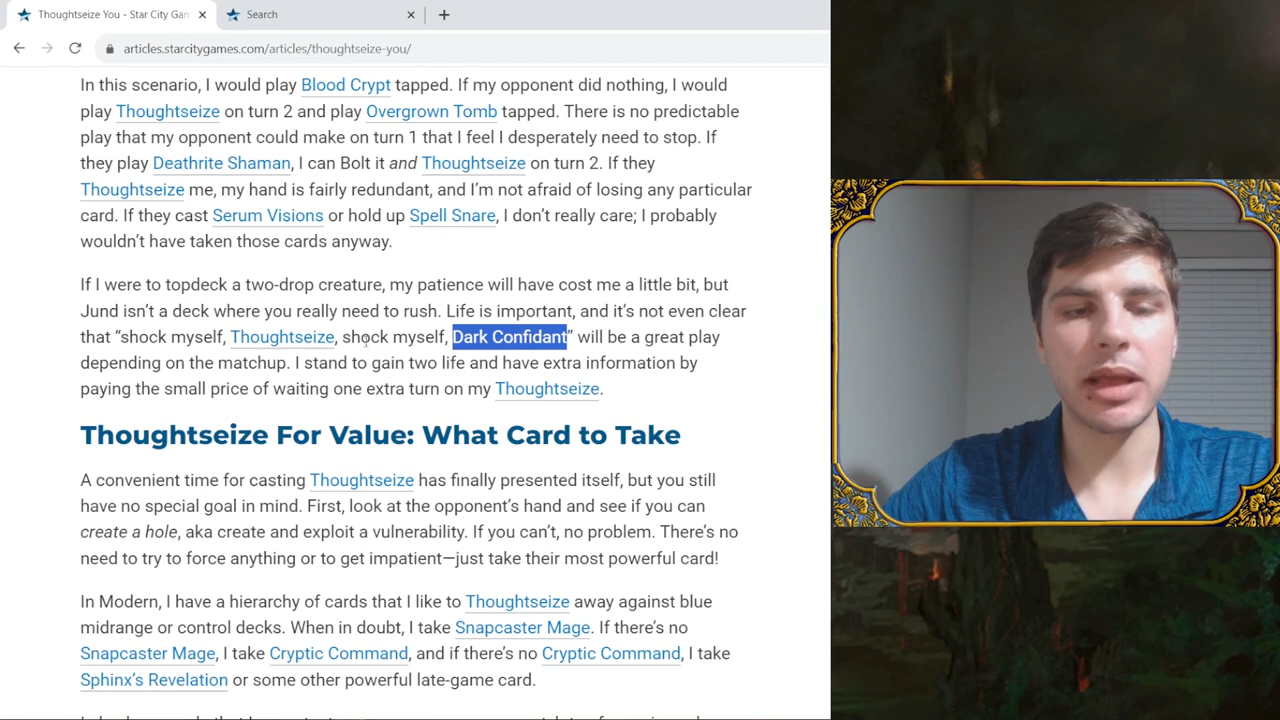 Thoughtseize You - Star City Gam
Search
articles.starcitygames.com/articles/thoughtseize-you/
In this scenario, I would play Blood Crypt tapped. If my opponent did nothing, I would
play Thoughtseize on turn 2 and play Overgrown Tomb tapped. There is no predictable
play that my opponent could make on turn 1 that I feel I desperately need to stop. If
they play Deathrite Shaman, I can Bolt it and Thoughtseize on turn 2. If they
Thoughtseize me, my hand is fairly redundant, and I’m not afraid of losing any particular
card. If they cast Serum Visions or hold up Spell Snare, I don’t really care; I probably
wouldn’t have taken those cards anyway.
If I were to topdeck a two-drop creature, my patience will have cost me a little bit, but
Jund isn’t a deck where you really need to rush. Life is important, and it’s not even clear
that “shock myself, Thoughtseize, shock myself, Dark Confidant” will be a great play
depending on the matchup. I stand to gain two life and have extra information by
paying the small price of waiting one extra turn on my Thoughtseize.
Thoughtseize For Value: What Card to Take
A convenient time for casting Thoughtseize has finally presented itself, but you still
have no special goal in mind. First, look at the opponent’s hand and see if you can
create a hole, aka create and exploit a vulnerability. If you can’t, no problem. There’s no
need to try to force anything or to get impatient—just take their most powerful card!
In Modern, I have a hierarchy of cards that I like to Thoughtseize away against blue
midrange or control decks. When in doubt, I take Snapcaster Mage. If there’s no
Snapcaster Mage, I take Cryptic Command, and if there’s no Cryptic Command, I take
Sphinx’s Revelation or some other powerful late-game card.